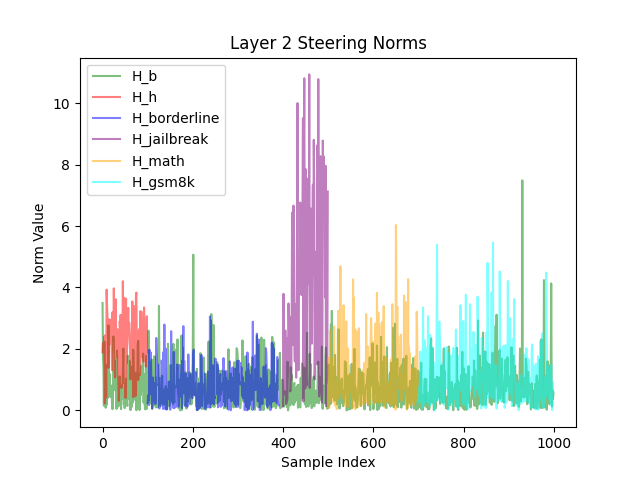 Layer 2 Steering Norms
H_b
H_h
H_borderline
H_jailbreak
H_math
H_gsm8k
10
8
6
4
2
0
Norm Value
0 200 400 600 800 1000
Sample Index